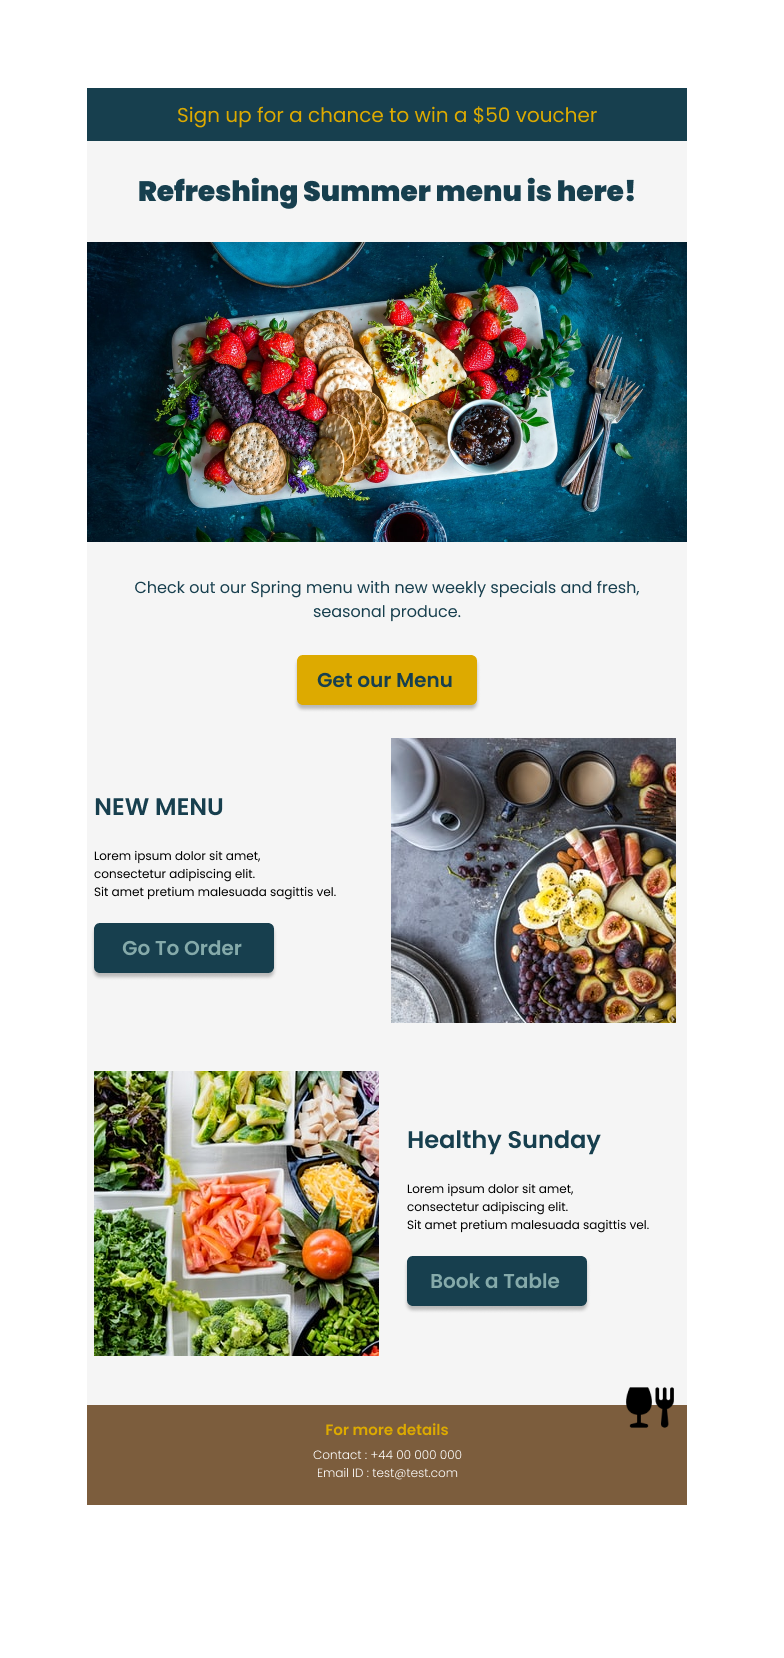 Sign up for a chance to win a $50 voucher
Refreshing Summer menu is here!
Check out our Spring menu with new weekly specials and fresh,
seasonal produce.
Get our Menu
NEW MENU
Lorem ipsum dolor sit amet,
consectetur adipiscing elit.
Sit amet pretium malesuada sagittis vel.
Go To Order
Healthy Sunday
Lorem ipsum dolor sit amet,
consectetur adipiscing elit.
Sit amet pretium malesuada sagittis vel.
Book a Table
For more details
Contact : +44 00 000 000
Email ID : test@test.com